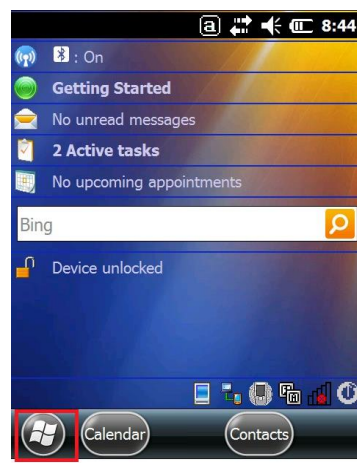 a 8:44
: On
Getting Started
No unread messages
2 Active tasks
No upcoming appointments
Bing
Device unlocked
Calendar Contacts